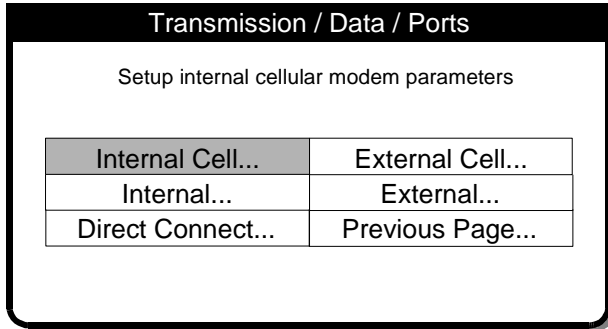 Transmission / Data / Ports
Setup internal cellular modem parameters
Internal Cell... External Cell...
Internal... External...
Direct Connect... Previous Page...